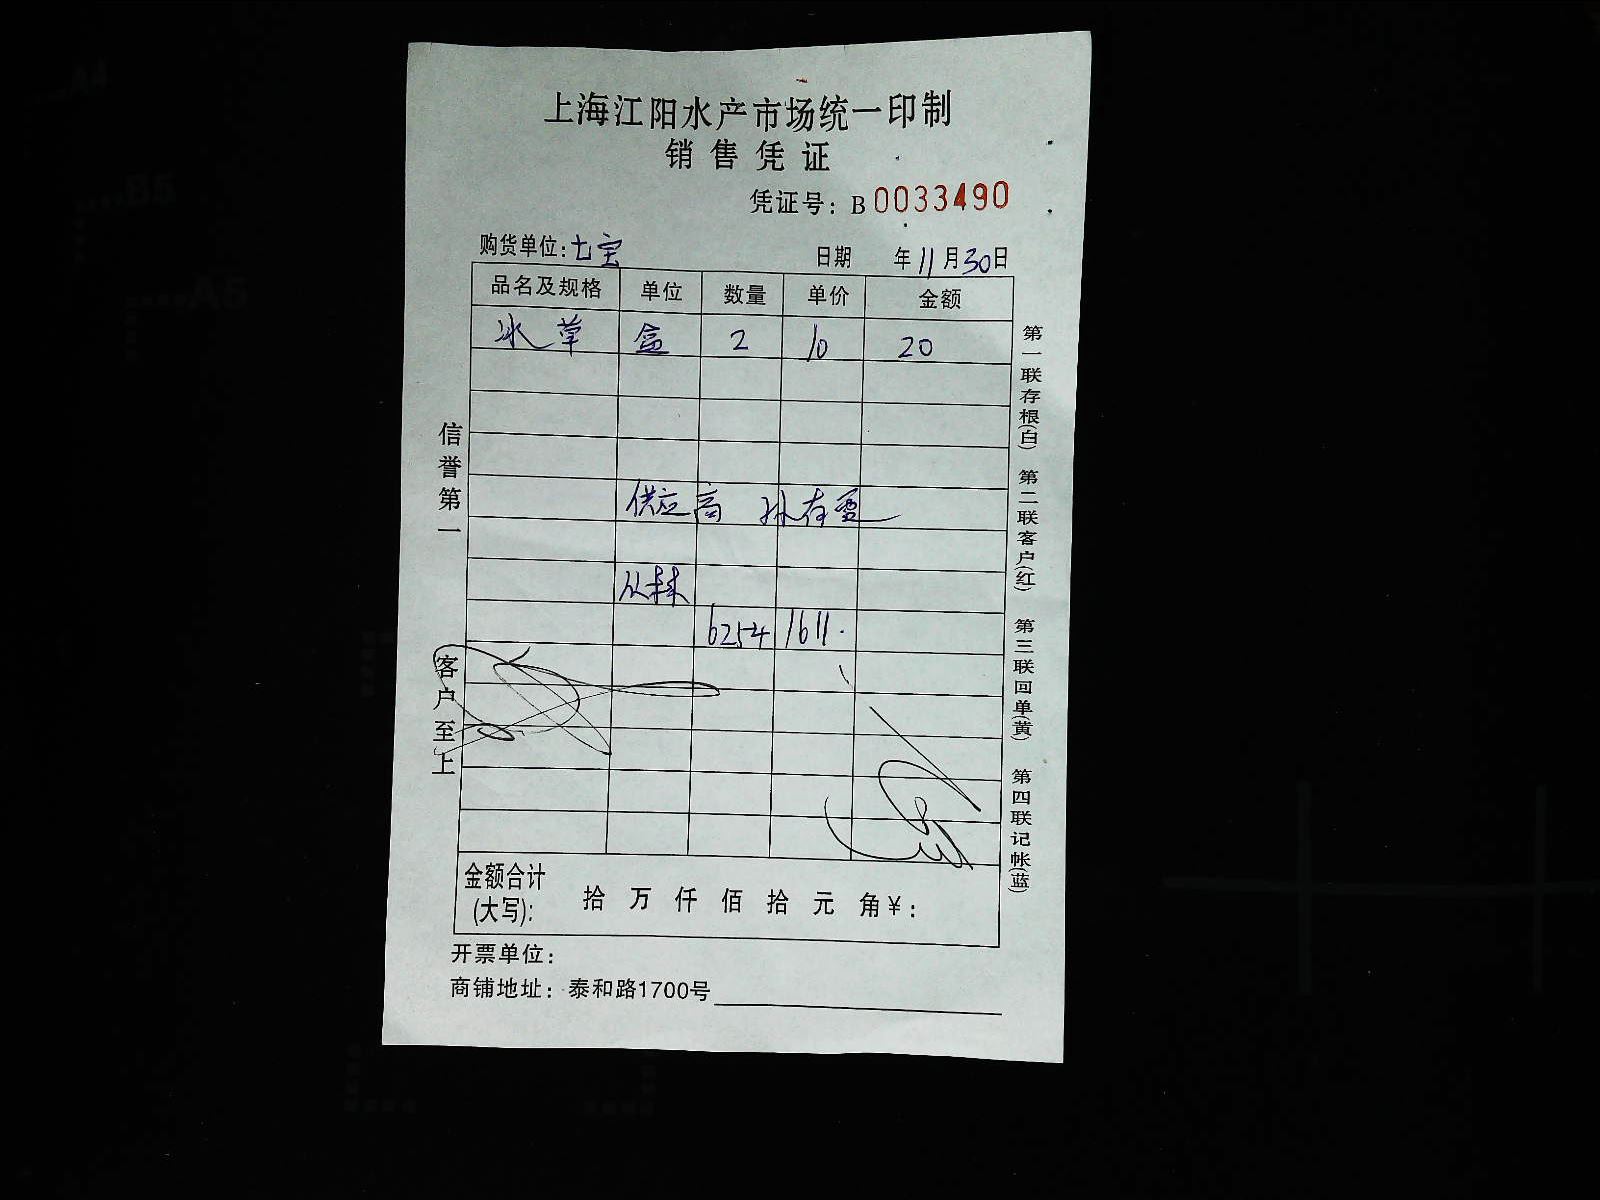 上海江阳水产市场统一印制
销售凭证
凭证号：B0033490
购货单位：七宝 日期 年11月30日
品名及规格 单位 数量 单价 金额
冰草 盒 2 10 20
供应商 孙存霞
从林
6254 1611.
金额合计(大写)： 拾 万 仟 佰 拾 元 角¥：
开票单位：
商铺地址：泰和路1700号
信誉第一
客户至上
第一联存根(白)
第二联客户(红)
第三联回单(黄)
第四联记帐(蓝)